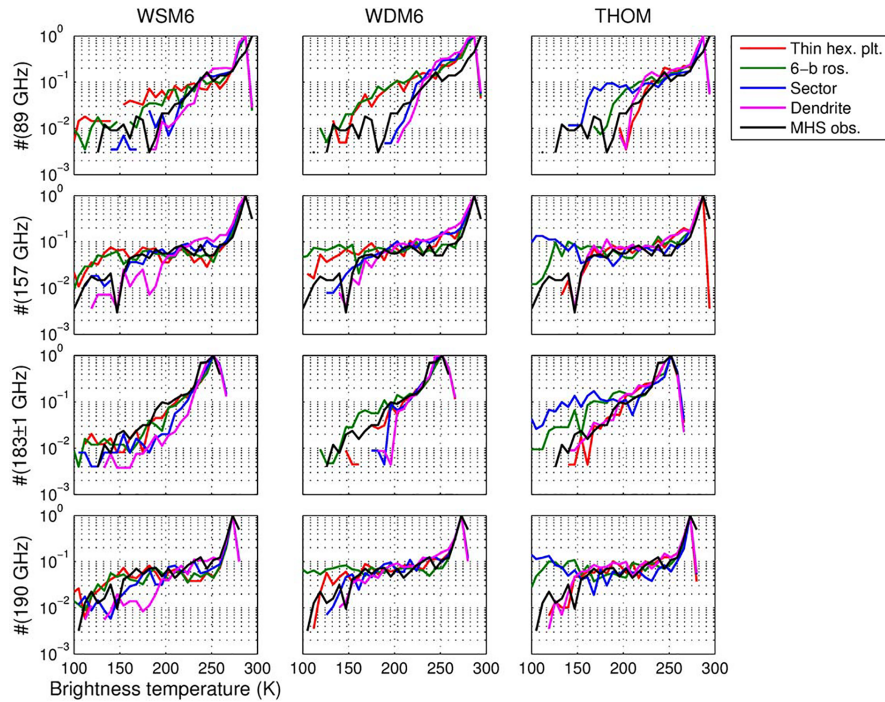 WSM6 WDM6 THOM
Thin hex. plt.
6-b ros.
Sector
Dendrite
MHS obs.
#(89 GHz)
10^0
10^-1
10^-2
10^-3
#(157 GHz)
10^0
10^-1
10^-2
10^-3
#(183±1 GHz)
10^0
10^-1
10^-2
10^-3
#(190 GHz)
10^0
10^-1
10^-2
10^-3
100 150 200 250 300 100 150 200 250 300 100 150 200 250 300
Brightness temperature (K)